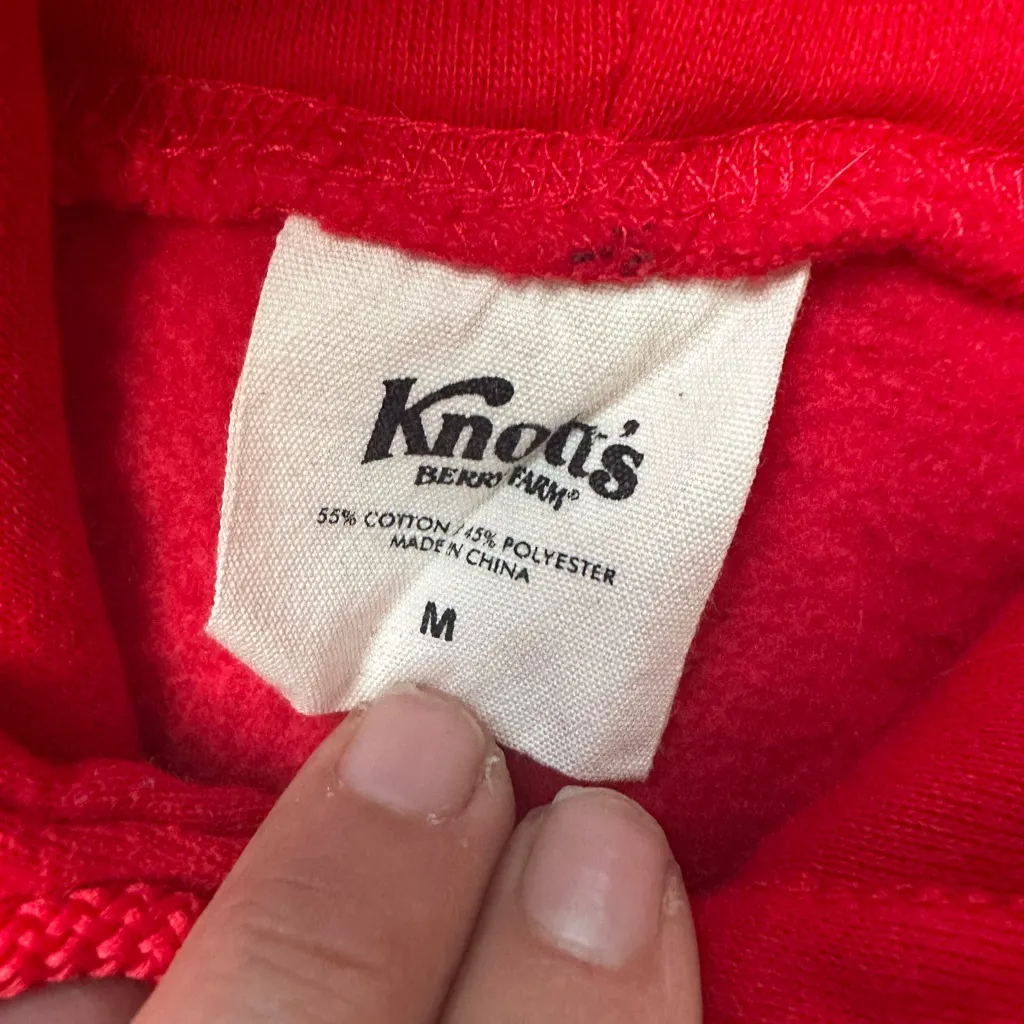 Knott's
BERRY FARM®
55% COTTON / 45% POLYESTER
MADE IN CHINA
M